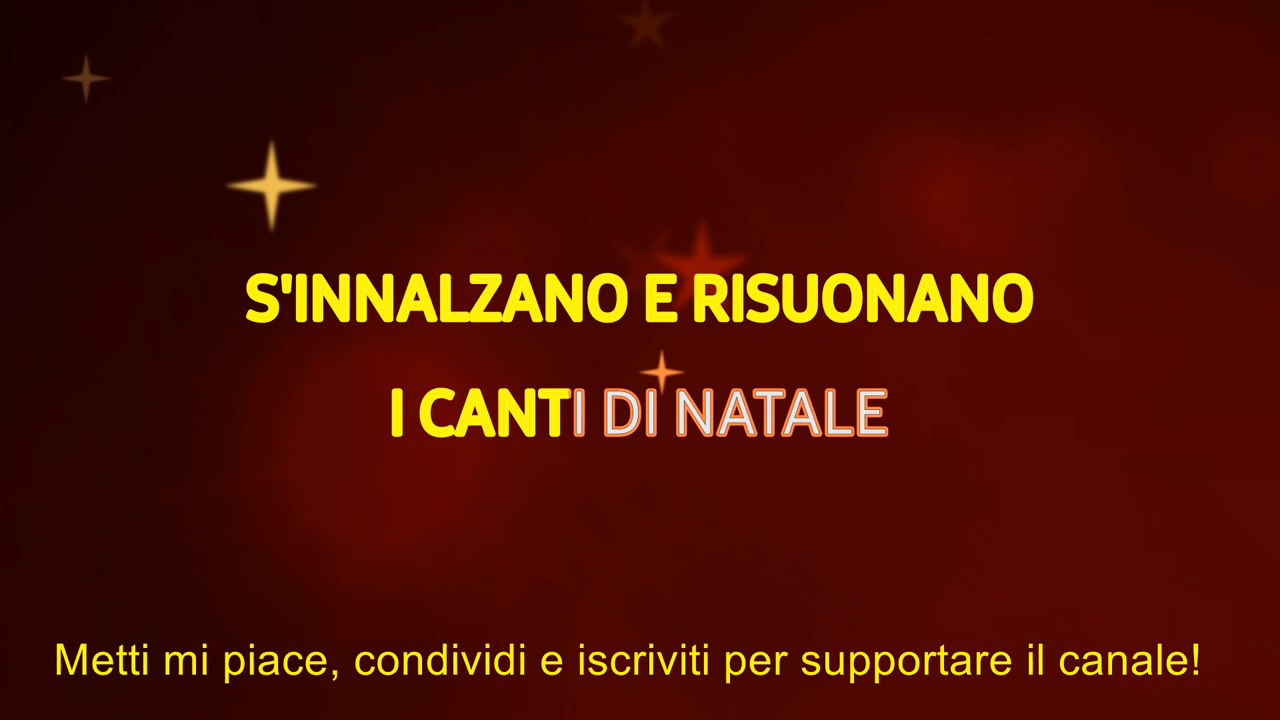 S'INNALZANO E RISUONANO
I CANTI DI NATALE
Metti mi piace, condividi e iscriviti per supportare il canale!